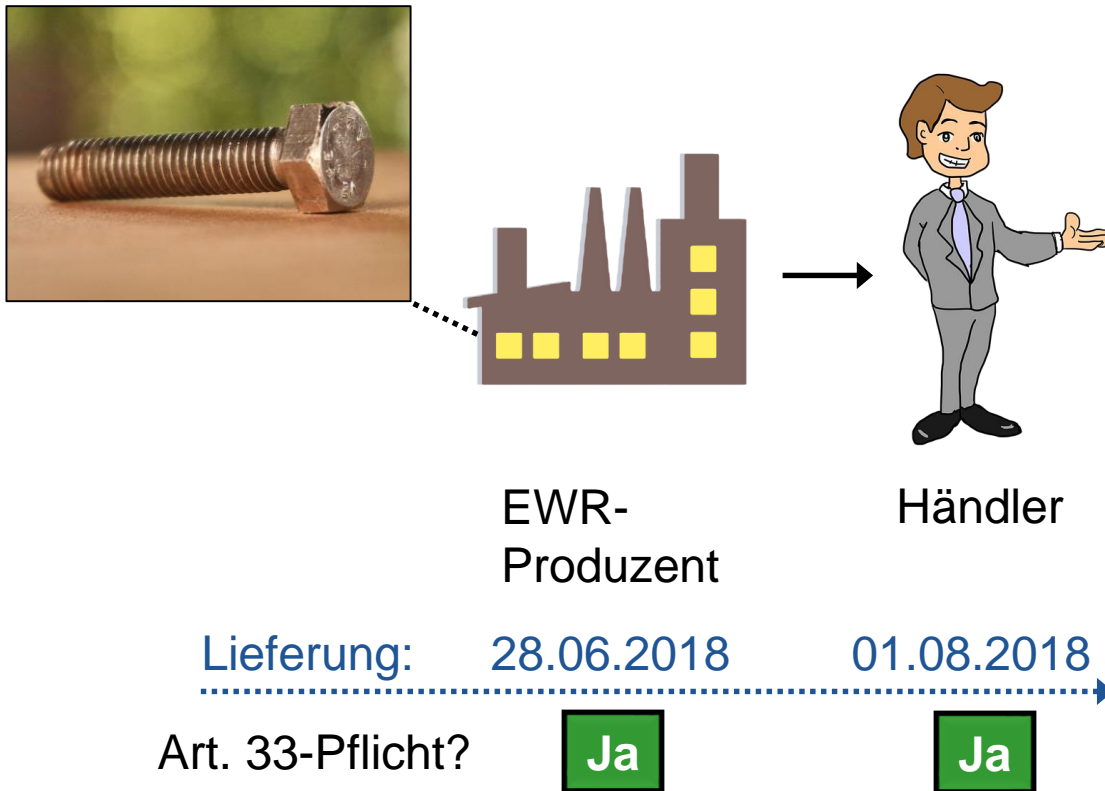 EWR-
Produzent
Händler
Lieferung: 28.06.2018 01.08.2018
Art. 33-Pflicht? Ja Ja